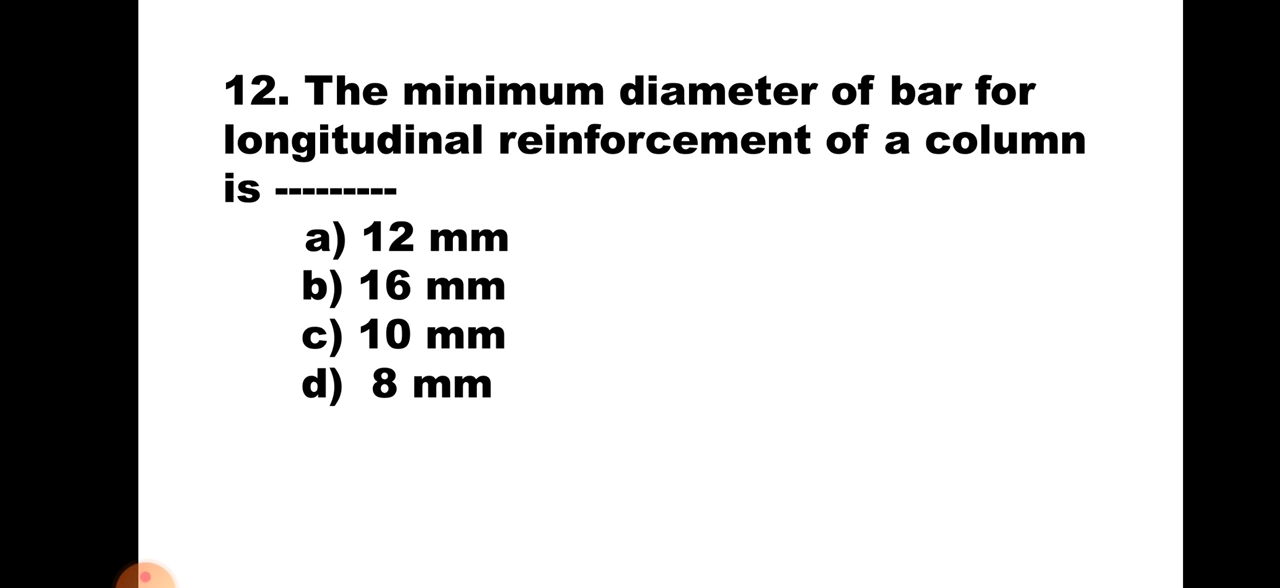 12. The minimum diameter of bar for
longitudinal reinforcement of a column
is ---------
a) 12 mm
b) 16 mm
c) 10 mm
d) 8 mm